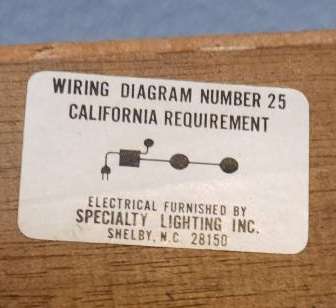 WIRING DIAGRAM NUMBER 25
CALIFORNIA REQUIREMENT
ELECTRICAL FURNISHED BY
SPECIALTY LIGHTING INC.
SHELBY, N.C. 28150